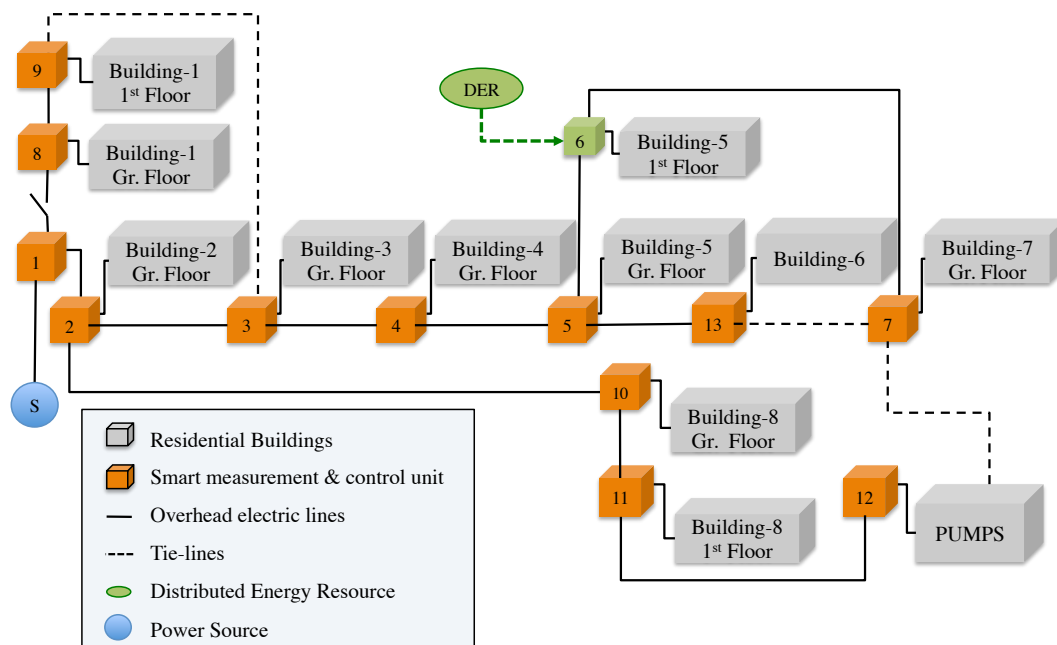 9
Building-1
1st Floor
DER
8
Building-1
Gr. Floor
6
Building-5
1st Floor
1
Building-2
Gr. Floor
Building-3
Gr. Floor
Building-4
Gr. Floor
Building-5
Gr. Floor
Building-6
Building-7
Gr. Floor
2
3
4
5
13
7
S
10
Building-8
Gr. Floor
11
Building-8
1st Floor
12
PUMPS
Residential Buildings
Smart measurement & control unit
Overhead electric lines
Tie-lines
Distributed Energy Resource
Power Source